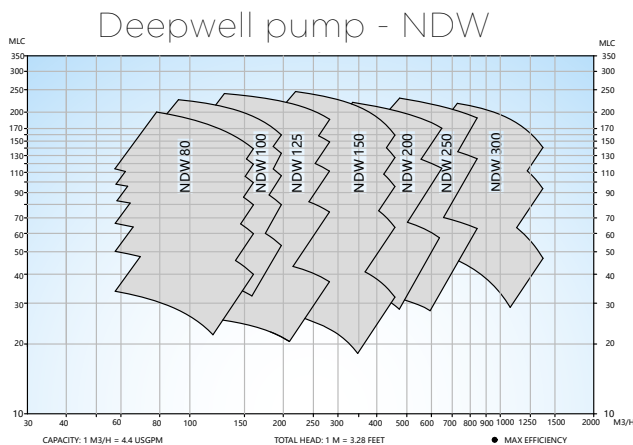 Deepwell pump - NDW
MLC
MLC
350
350
300
300
250
250
200
200
170
170
150
150
130
130
110
110
90
90
70
70
60
60
50
50
40
40
30
30
20
20
10
10
NDW 80
NDW 100
NDW 125
NDW 150
NDW 200
NDW 250
NDW 300
30 40 60 80 100 150 200 250 300 400 500 600 700 800 900 1000 1250 1500 2000 M3/H
CAPACITY: 1 M3/H = 4.4 USGPM TOTAL HEAD: 1 M = 3.28 FEET ● MAX EFFICIENCY